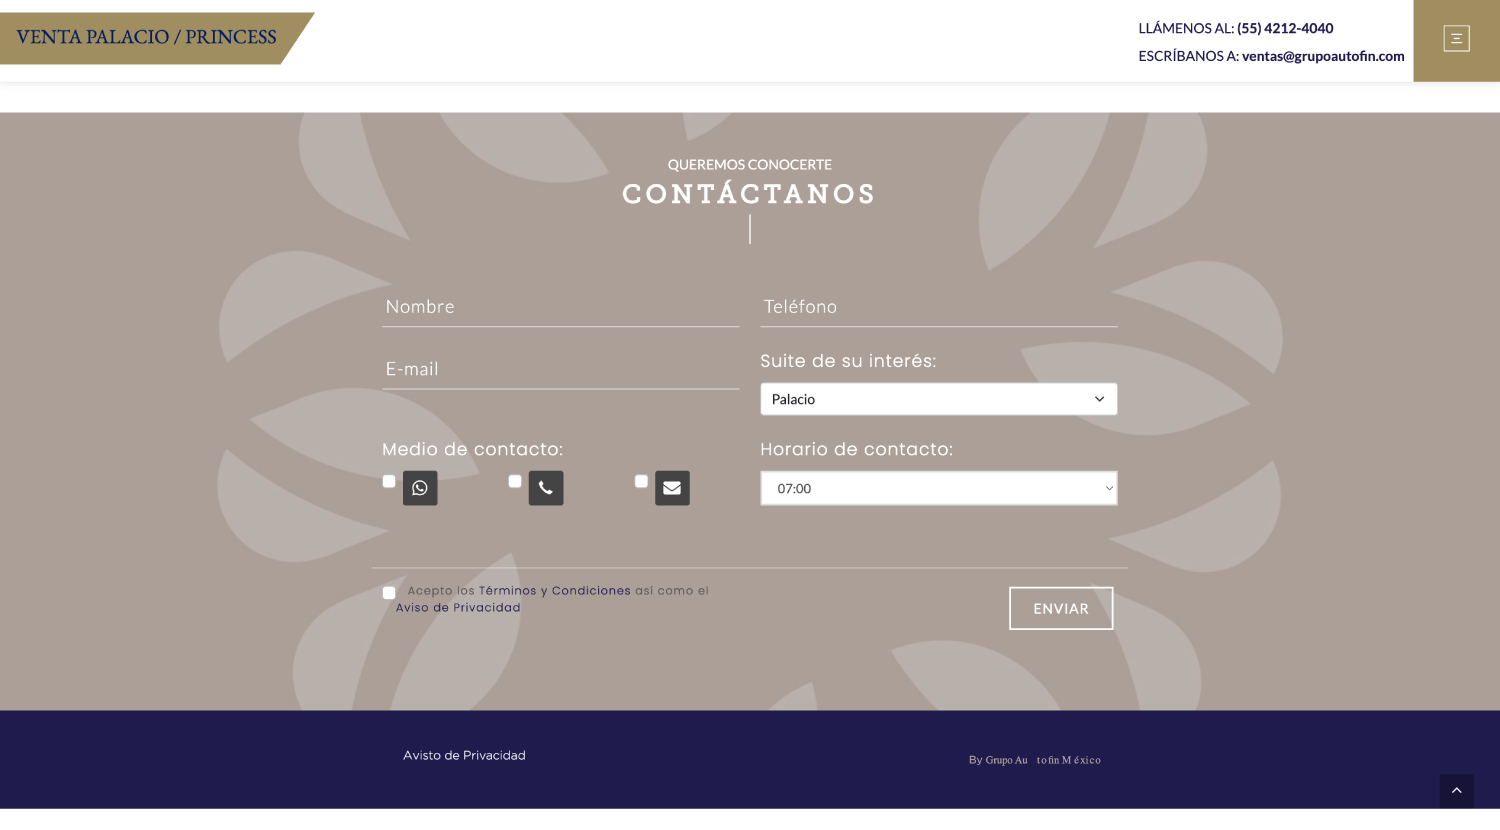 VENTA PALACIO / PRINCESS
LLÁMENOS AL: (55) 4212-4040
ESCRÍBANOS A: ventas@grupoautofin.com
QUEREMOS CONOCERTE
CONTÁCTANOS
Nombre
Teléfono
E-mail
Suite de su interés:
Palacio
Medio de contacto:
Horario de contacto:
07:00
Acepto los Términos y Condiciones así como el
Aviso de Privacidad
ENVIAR
Avisto de Privacidad
By Grupo Au tofin México